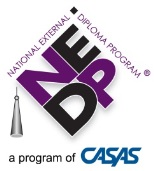 NATIONAL EXTERNAL DIPLOMA PROGRAM ®
NEDP
a program of CASAS